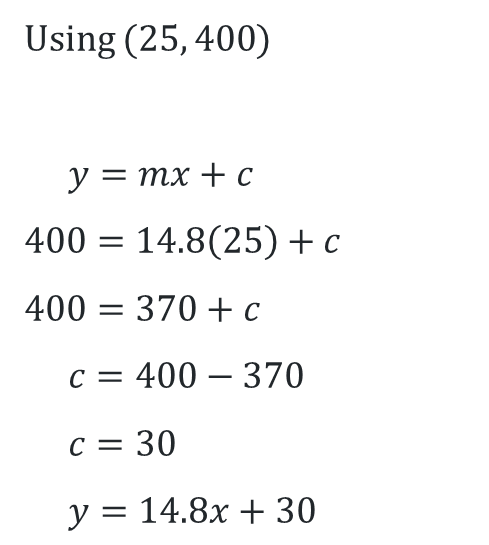 Using (25, 400)
y = mx + c
400 = 14.8(25) + c
400 = 370 + c
c = 400 − 370
c = 30
y = 14.8x + 30